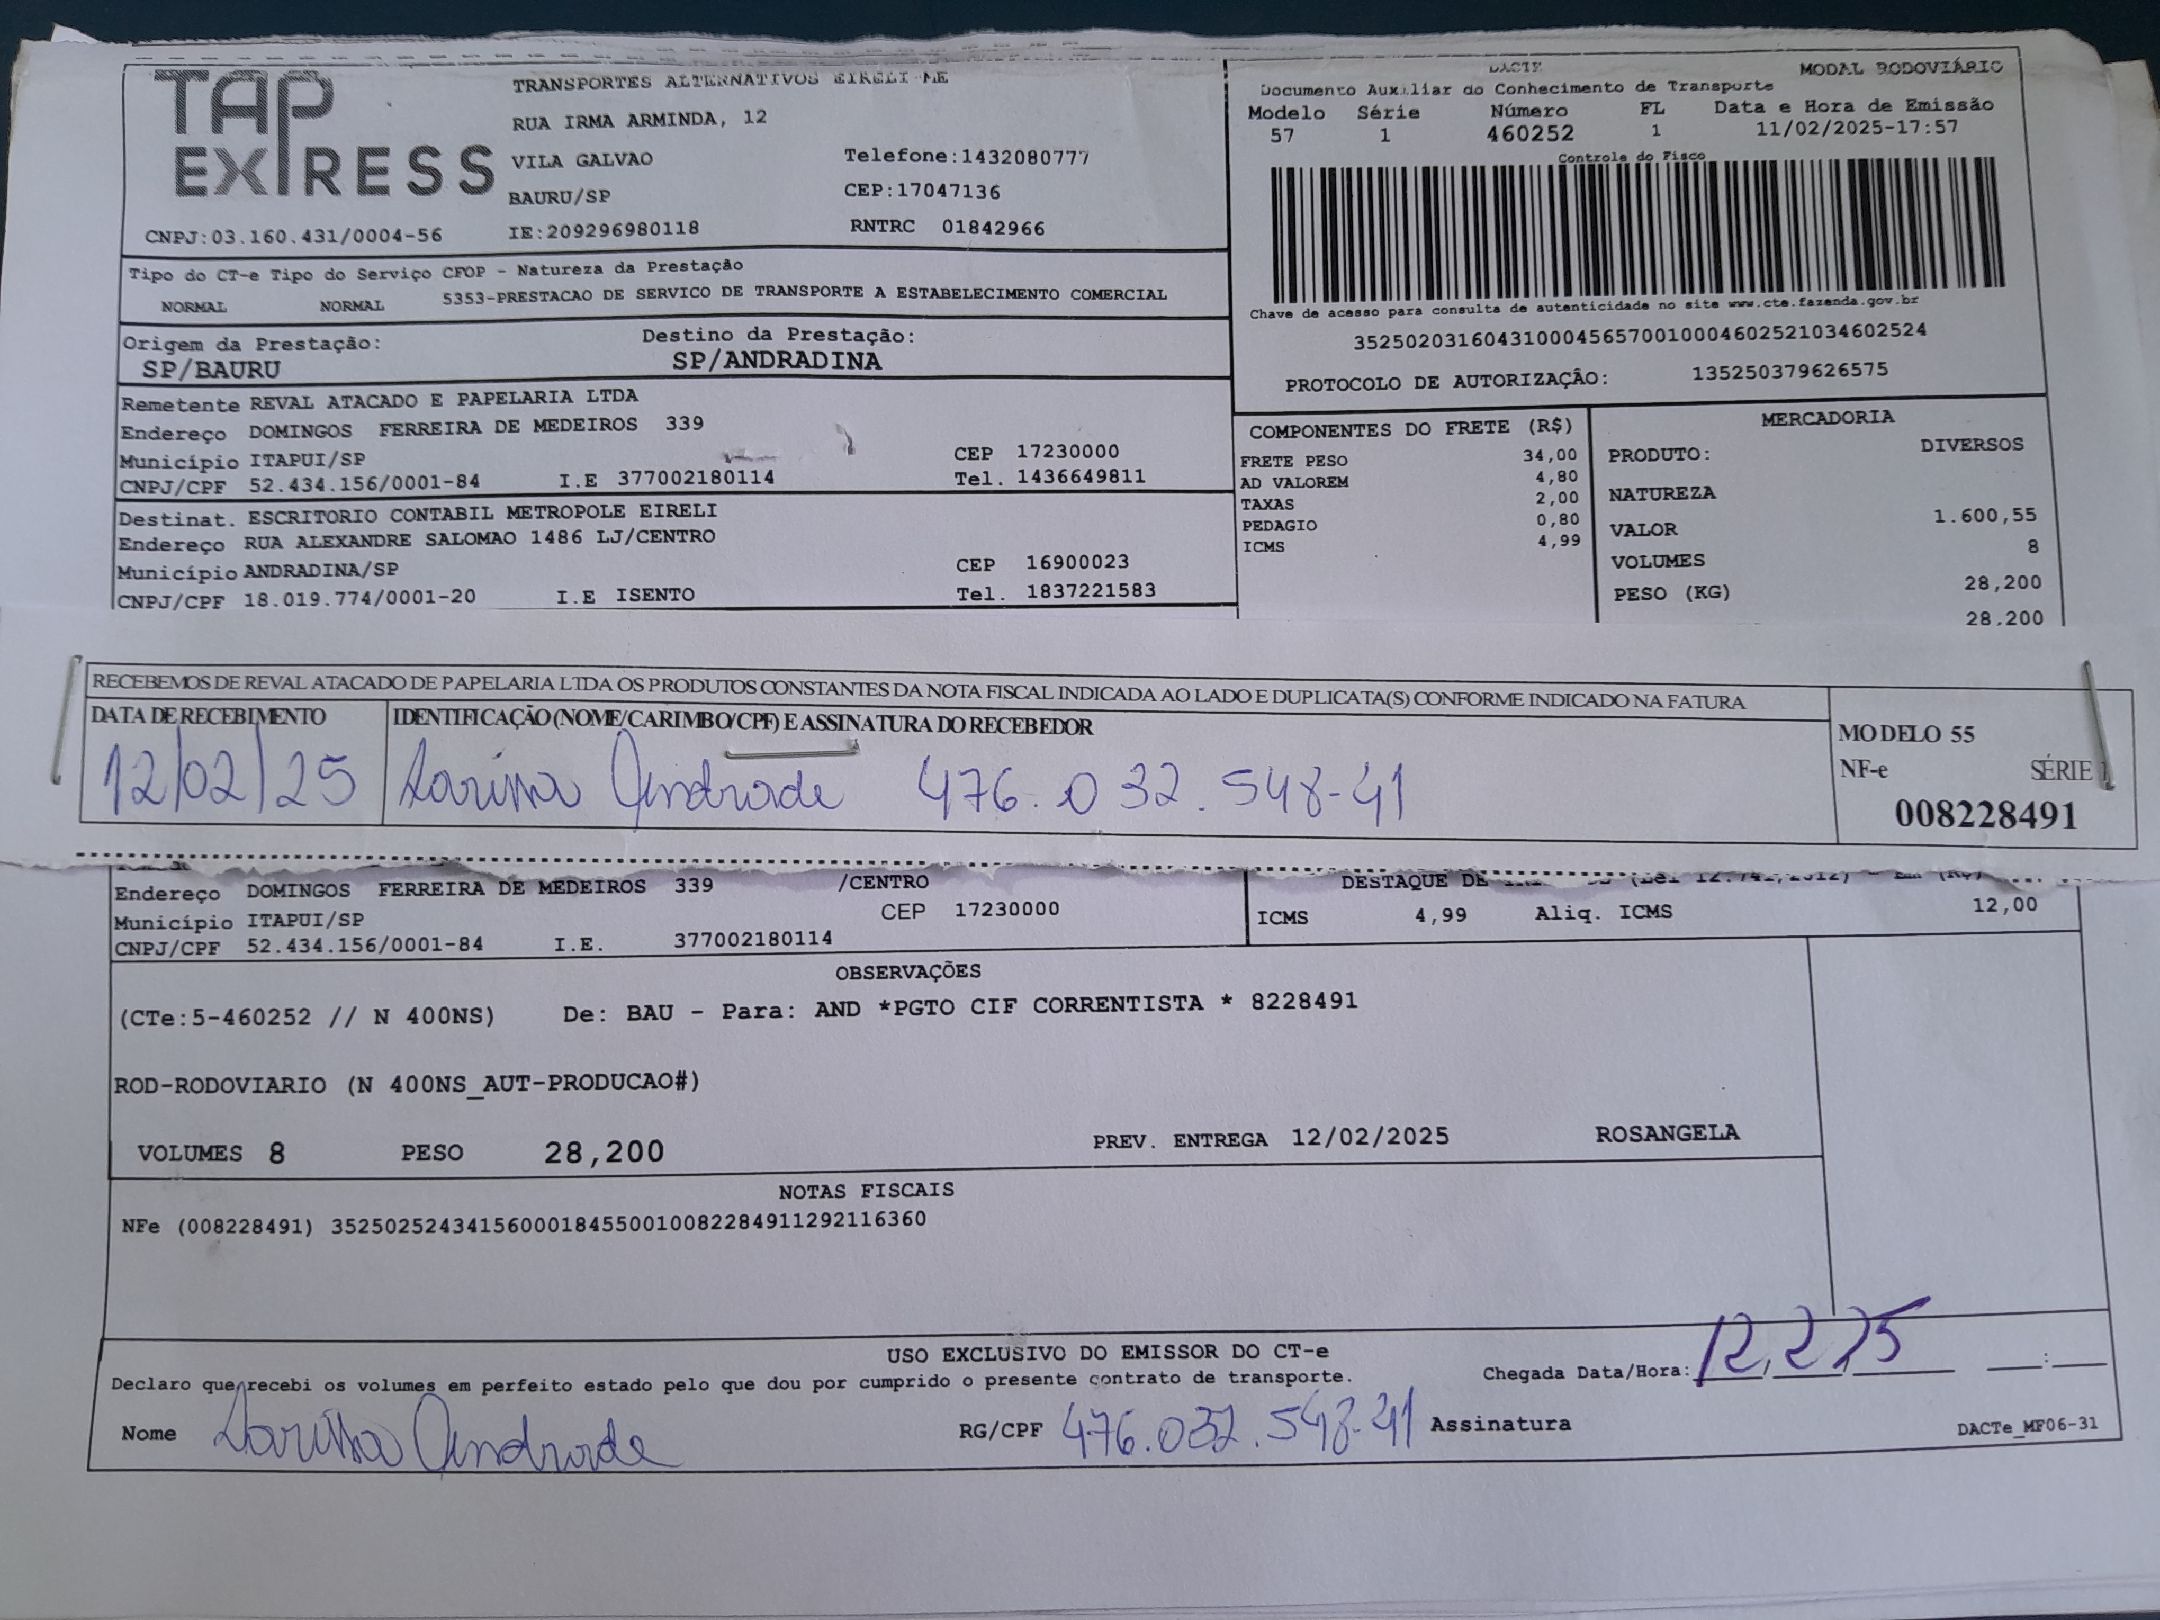 TAP EXPRESS
TRANSPORTES ALTERNATIVOS EIRELI ME
RUA IRMA ARMINDA, 12
VILA GALVAO Telefone:1432080777
BAURU/SP CEP:17047136
CNPJ:03.160.431/0004-56 IE:209296980118 RNTRC 01842966
DACTE MODAL RODOVIÁRIO
Documento Auxiliar do Conhecimento de Transporte
Modelo Série Número FL Data e Hora de Emissão
57 1 460252 1 11/02/2025-17:57
Controle do Fisco
Chave de acesso para consulta de autenticidade no site www.cte.fazenda.gov.br
35250203160431000456570010004602521034602524
PROTOCOLO DE AUTORIZAÇÂO: 135250379626575
Tipo do CT-e Tipo do Serviço CFOP - Natureza da Prestação
NORMAL NORMAL 5353-PRESTACAO DE SERVICO DE TRANSPORTE A ESTABELECIMENTO COMERCIAL
Origem da Prestação: Destino da Prestação:
SP/BAURU SP/ANDRADINA
Remetente REVAL ATACADO E PAPELARIA LTDA
Endereço DOMINGOS FERREIRA DE MEDEIROS 339
Município ITAPUI/SP CEP 17230000
CNPJ/CPF 52.434.156/0001-84 I.E 377002180114 Tel. 1436649811
Destinat. ESCRITORIO CONTABIL METROPOLE EIRELI
Endereço RUA ALEXANDRE SALOMAO 1486 LJ/CENTRO
Município ANDRADINA/SP CEP 16900023
CNPJ/CPF 18.019.774/0001-20 I.E ISENTO Tel. 1837221583
COMPONENTES DO FRETE (R$)
FRETE PESO 34,00
AD VALOREM 4,80
TAXAS 2,00
PEDAGIO 0,80
ICMS 4,99
MERCADORIA
PRODUTO: DIVERSOS
NATUREZA
VALOR 1.600,55
VOLUMES 8
PESO (KG) 28,200
28,200
RECEBEMOS DE REVAL ATACADO DE PAPELARIA LTDA OS PRODUTOS CONSTANTES DA NOTA FISCAL INDICADA AO LADO E DUPLICATA(S) CONFORME INDICADO NA FATURA
DATA DE RECEBIMENTO IDENTIFICAÇÃO (NOME/CARIMBO/CPF) E ASSINATURA DO RECEBEDOR
12/02/25 Larissa Andrade 476.032.548-41
MODELO 55
NF-e SÉRIE 1
008228491
Endereço DOMINGOS FERREIRA DE MEDEIROS 339 /CENTRO
Município ITAPUI/SP CEP 17230000
CNPJ/CPF 52.434.156/0001-84 I.E. 377002180114
DESTAQUE DE (Lei 12.741/2012) - Em (R$)
ICMS 4,99 Aliq. ICMS 12,00
OBSERVAÇÕES
(CTe:5-460252 // N 400NS) De: BAU - Para: AND *PGTO CIF CORRENTISTA * 8228491
ROD-RODOVIARIO (N 400NS_AUT-PRODUCAO#)
VOLUMES 8 PESO 28,200 PREV. ENTREGA 12/02/2025 ROSANGELA
NOTAS FISCAIS
NFe (008228491) 35250252434156000184550010082284911292116360
USO EXCLUSIVO DO EMISSOR DO CT-e
Declaro que recebi os volumes em perfeito estado pelo que dou por cumprido o presente contrato de transporte. Chegada Data/Hora: 12, 2, 25 :
Nome Larissa Andrade RG/CPF 476.032.548-41 Assinatura
DACTe_MF06-31